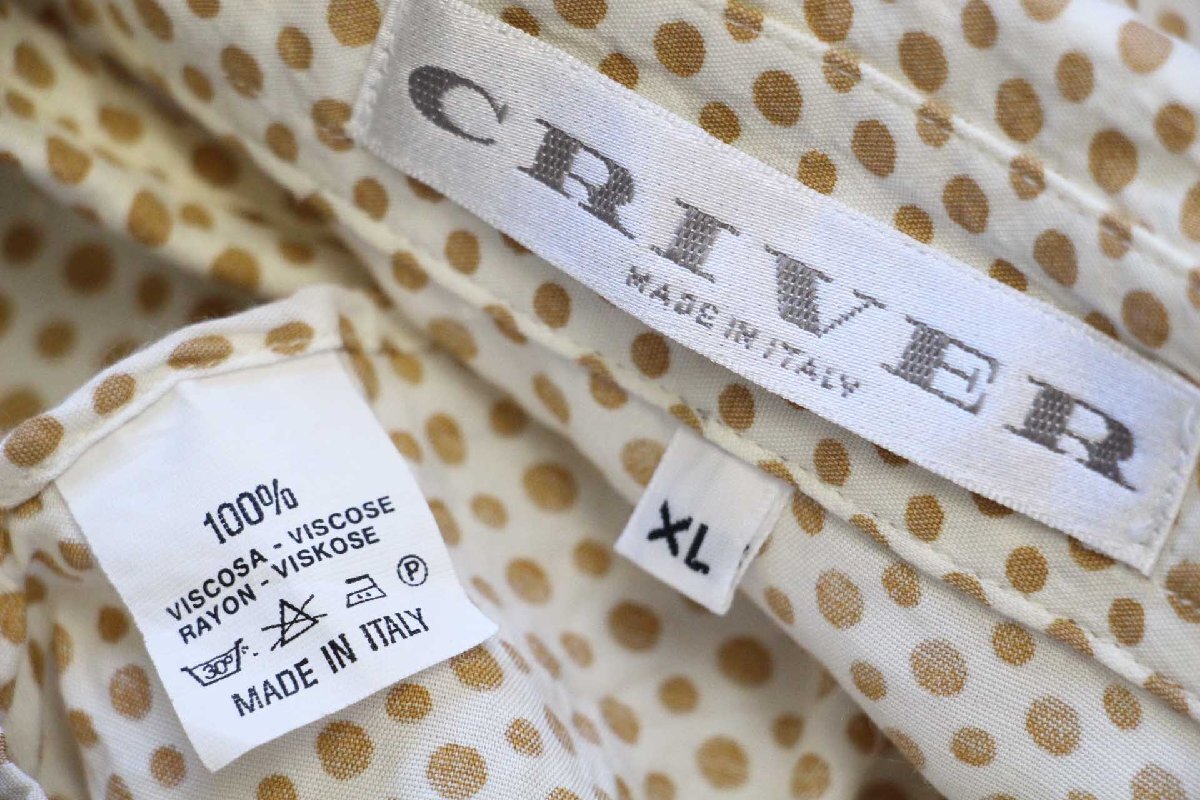 CRIVER
MADE IN ITALY
XL
100%
VISCOSA - VISCOSE
RAYON - VISKOSE
30° P
MADE IN ITALY